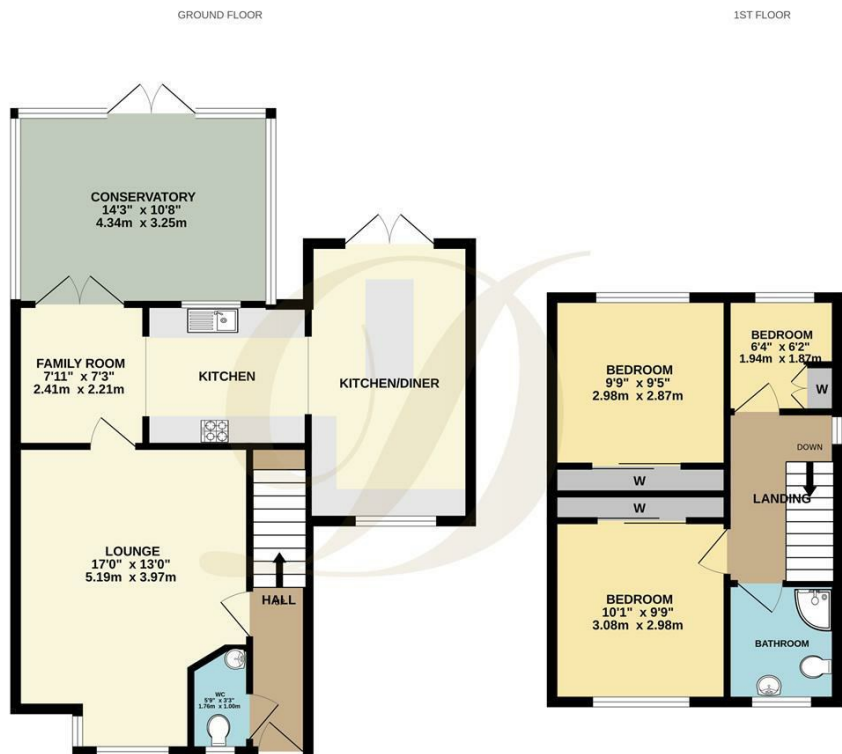 GROUND FLOOR
1ST FLOOR
CONSERVATORY
14'3" x 10'8"
4.34m x 3.25m
FAMILY ROOM
7'11" x 7'3"
2.41m x 2.21m
KITCHEN
KITCHEN/DINER
LOUNGE
17'0" x 13'0"
5.19m x 3.97m
HALL
WC
5'9" x 3'3"
1.76m x 1.00m
BEDROOM
9'9" x 9'5"
2.98m x 2.87m
BEDROOM
6'4" x 6'2"
1.94m x 1.87m
W
DOWN
W
W
LANDING
BEDROOM
10'1" x 9'9"
3.08m x 2.98m
BATHROOM
D